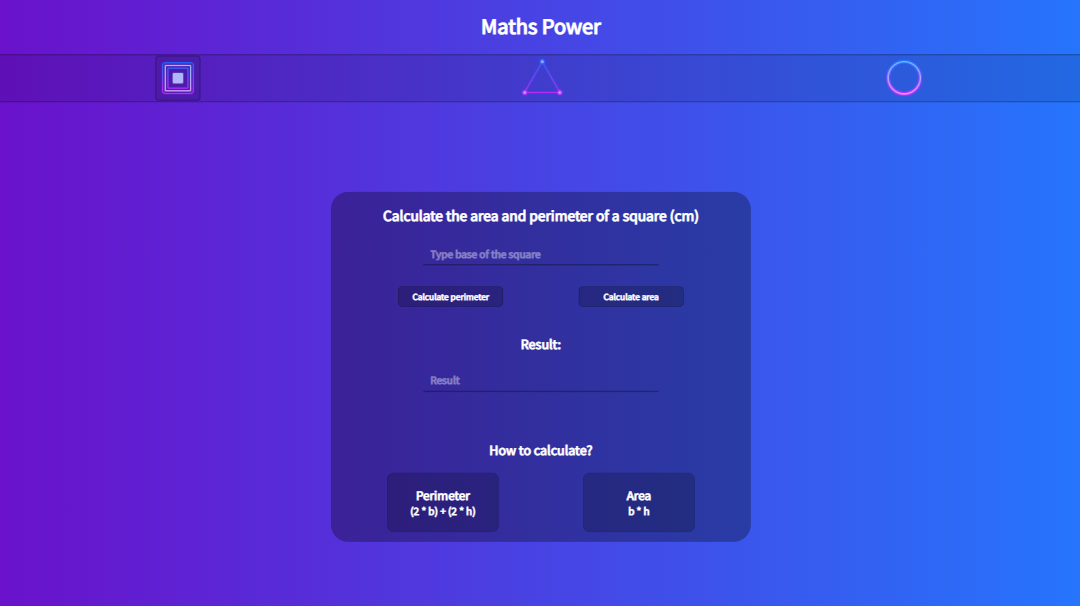 Maths Power
Calculate the area and perimeter of a square (cm)
Type base of the square
Calculate perimeter
Calculate area
Result:
Result
How to calculate?
Perimeter
(2 * b) + (2 * h)
Area
b * h